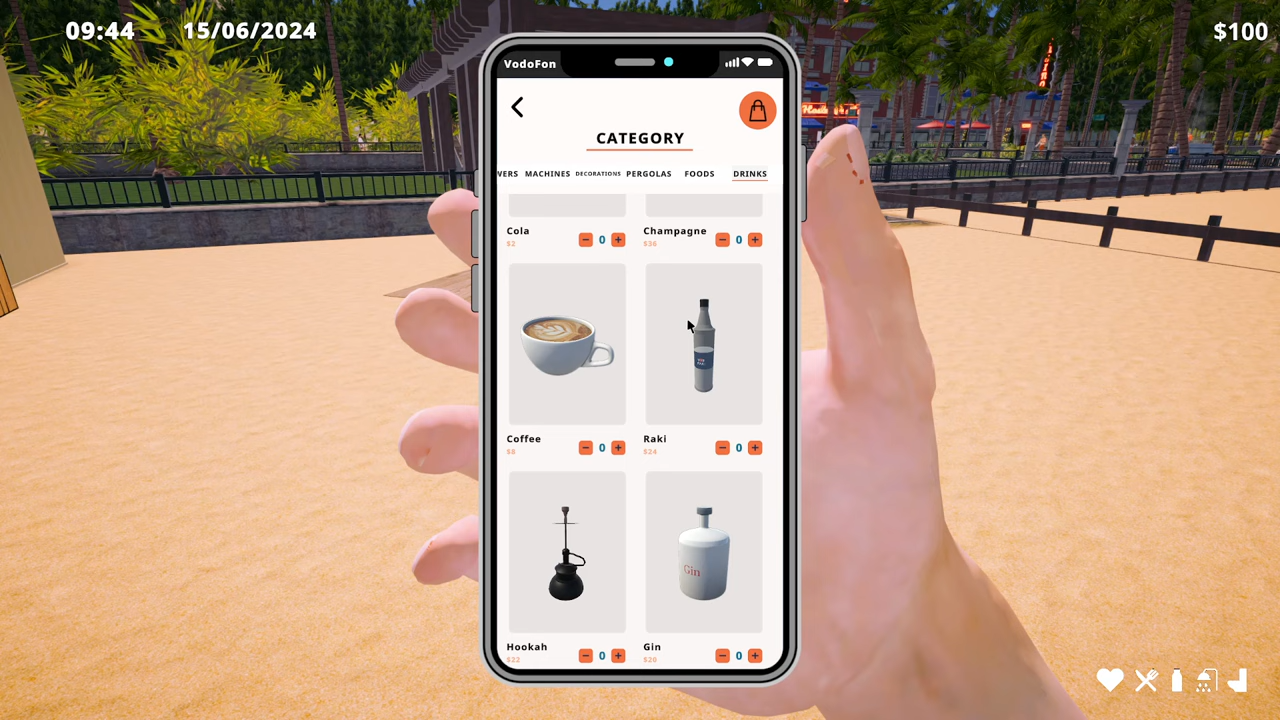 09:44 15/06/2024
$100
VodoFon
CATEGORY
WERS MACHINES DECORATIONS PERGOLAS FOODS DRINKS
Cola 0 Champagne 0
$2 $36
Coffee 0 Raki 0
$8 $24
Gin
Hookah 0 Gin 0
$22 $20